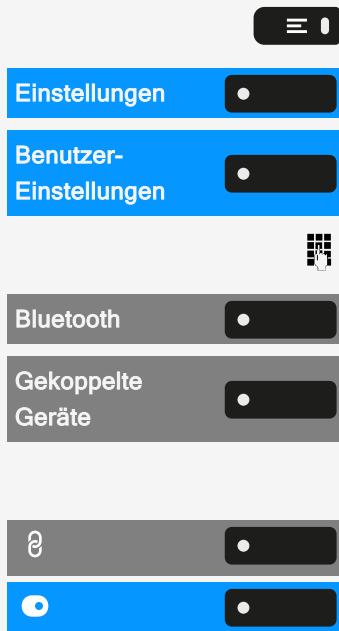 Einstellungen
Benutzer-
Einstellungen
Bluetooth
Gekoppelte
Geräte